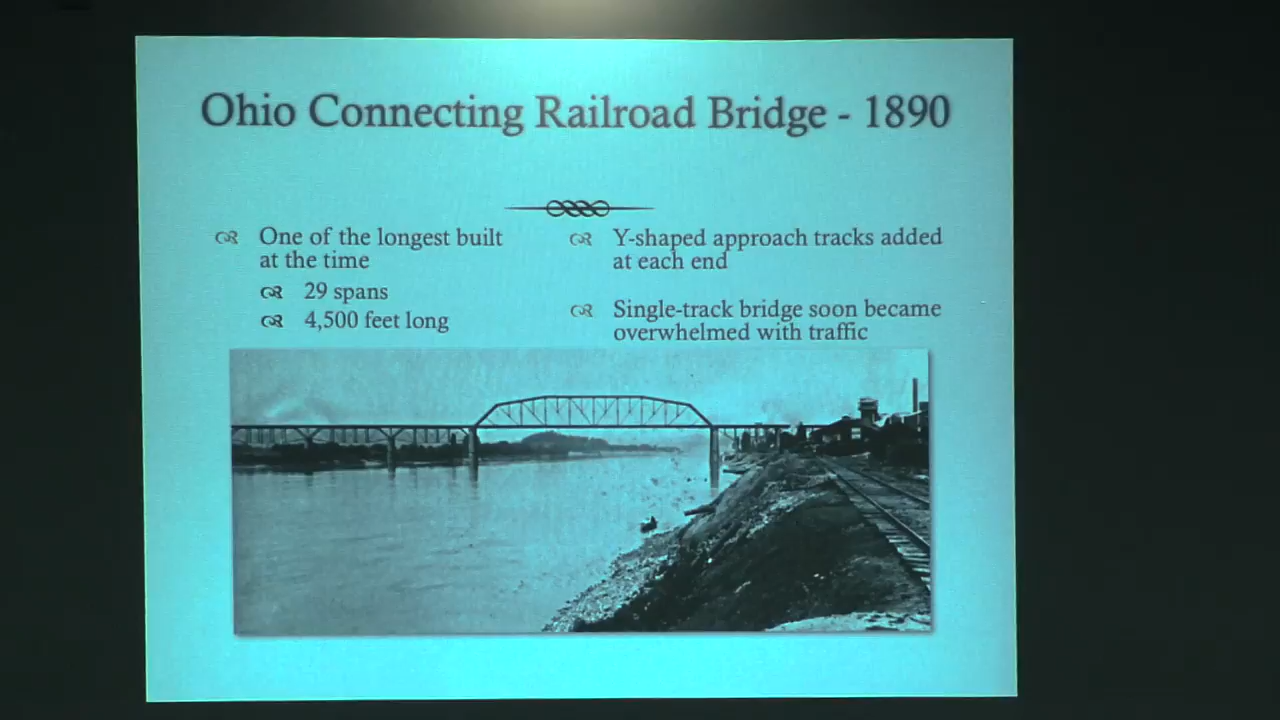 Ohio Connecting Railroad Bridge - 1890
One of the longest built
at the time
29 spans
4,500 feet long
Y-shaped approach tracks added
at each end
Single-track bridge soon became
overwhelmed with traffic